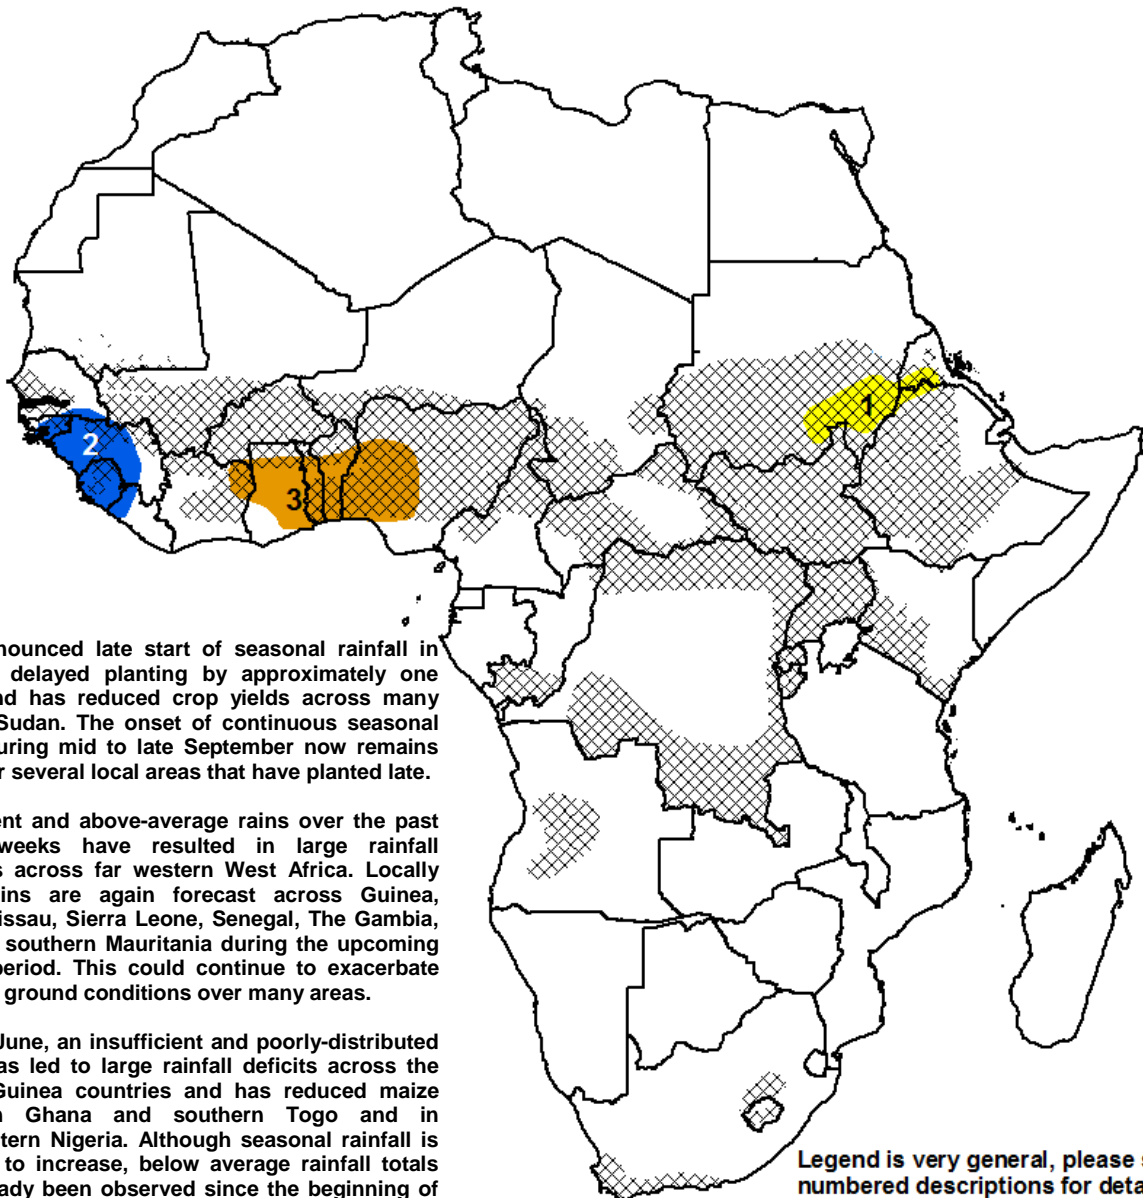 1
2
3
nounced late start of seasonal rainfall in
delayed planting by approximately one
nd has reduced crop yields across many
Sudan. The onset of continuous seasonal
uring mid to late September now remains
r several local areas that have planted late.
ent and above-average rains over the past
weeks have resulted in large rainfall
s across far western West Africa. Locally
ins are again forecast across Guinea,
issau, Sierra Leone, Senegal, The Gambia,
southern Mauritania during the upcoming
period. This could continue to exacerbate
ground conditions over many areas.
June, an insufficient and poorly-distributed
as led to large rainfall deficits across the
Guinea countries and has reduced maize
n Ghana and southern Togo and in
tern Nigeria. Although seasonal rainfall is
to increase, below average rainfall totals
ady been observed since the beginning of
Legend is very general, please s
numbered descriptions for deta